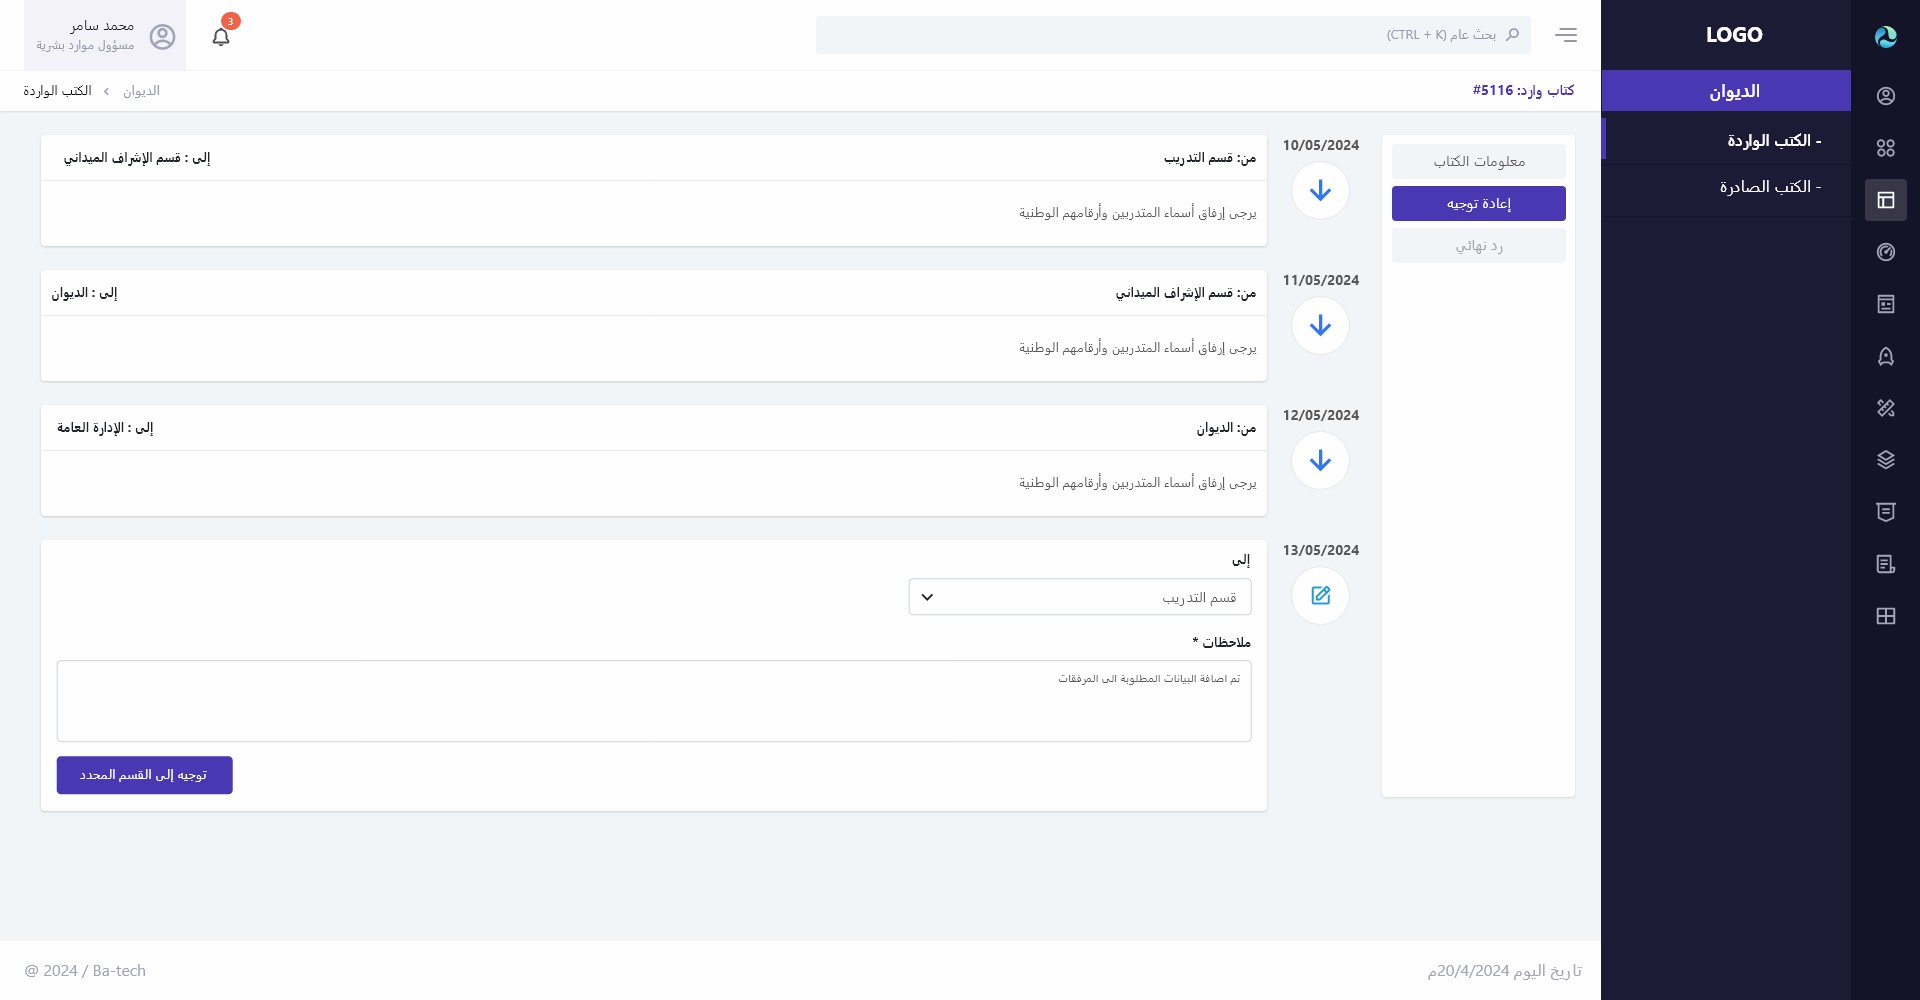 LOGO
الديوان
- الكتب الواردة
- الكتب الصادرة
بحث عام (CTRL + K)
3
محمد سامر
مسؤول موارد بشرية
كتاب وارد: 5116#
الديوان › الكتب الواردة
معلومات الكتاب
إعادة توجيه
رد نهائي
10/05/2024
من: قسم التدريب
إلى : قسم الإشراف الميداني
يرجى إرفاق أسماء المتدربين وأرقامهم الوطنية
11/05/2024
من: قسم الإشراف الميداني
إلى : الديوان
يرجى إرفاق أسماء المتدربين وأرقامهم الوطنية
12/05/2024
من: الديوان
إلى : الإدارة العامة
يرجى إرفاق أسماء المتدربين وأرقامهم الوطنية
13/05/2024
إلى
قسم التدريب
ملاحظات *
تم اضافة البيانات المطلوبة الى المرفقات
توجيه إلى القسم المحدد
تاريخ اليوم 20/4/2024م
@ 2024 / Ba-tech